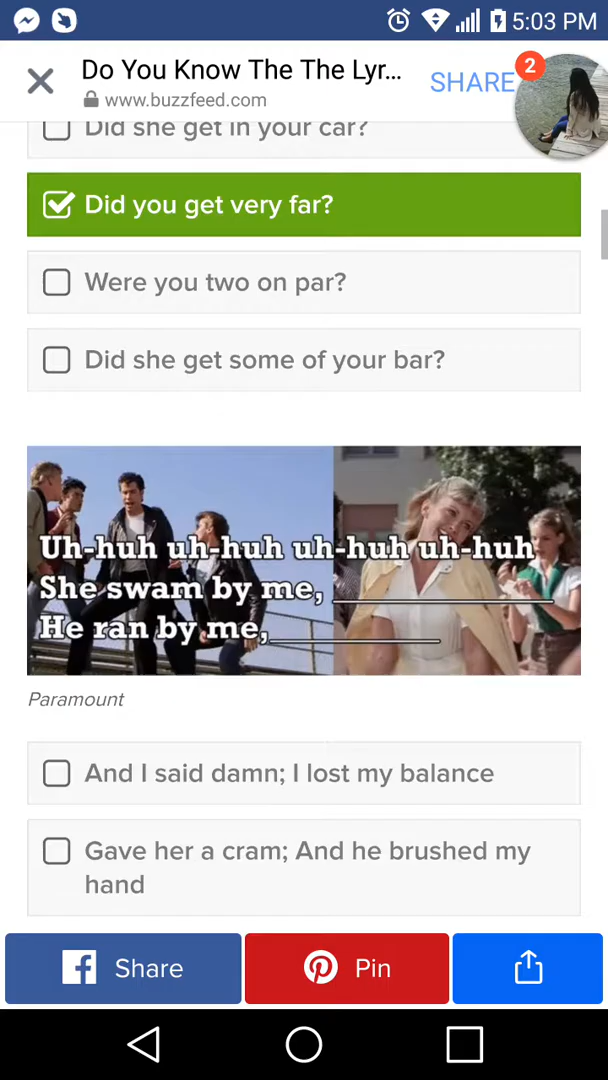 5:03 PM
Do You Know The The Lyr...
www.buzzfeed.com
SHARE
2
Did she get in your car?
Did you get very far?
Were you two on par?
Did she get some of your bar?
Uh-huh uh-huh uh-huh uh-huh
She swam by me, ____________
He ran by me, ____________
Paramount
And I said damn; I lost my balance
Gave her a cram; And he brushed my
hand
Share
Pin